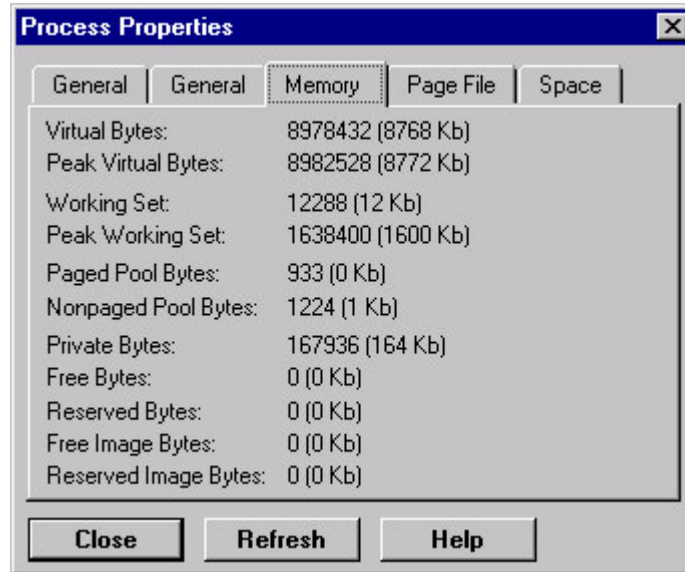 Process Properties
General General Memory Page File Space
Virtual Bytes: 8978432 (8768 Kb)
Peak Virtual Bytes: 8982528 (8772 Kb)
Working Set: 12288 (12 Kb)
Peak Working Set: 1638400 (1600 Kb)
Paged Pool Bytes: 933 (0 Kb)
Nonpaged Pool Bytes: 1224 (1 Kb)
Private Bytes: 167936 (164 Kb)
Free Bytes: 0 (0 Kb)
Reserved Bytes: 0 (0 Kb)
Free Image Bytes: 0 (0 Kb)
Reserved Image Bytes: 0 (0 Kb)
Close Refresh Help